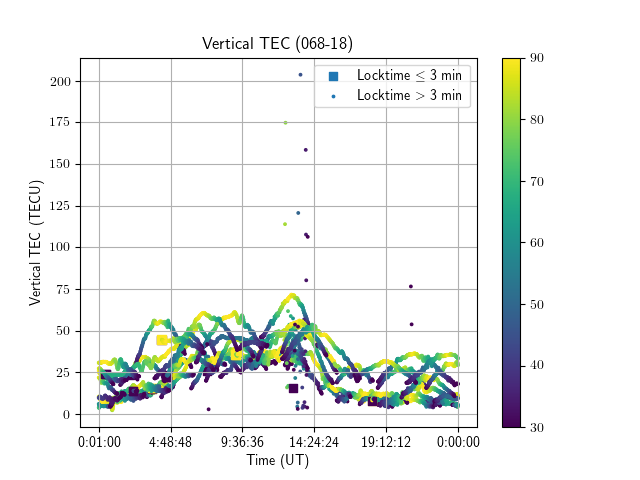 Vertical TEC (068-18)
Locktime ≤ 3 min
Locktime > 3 min
Vertical TEC (TECU)
200
175
150
125
100
75
50
25
0
0:01:00 4:48:48 9:36:36 14:24:24 19:12:12 0:00:00
Time (UT)
90
80
70
60
50
40
30